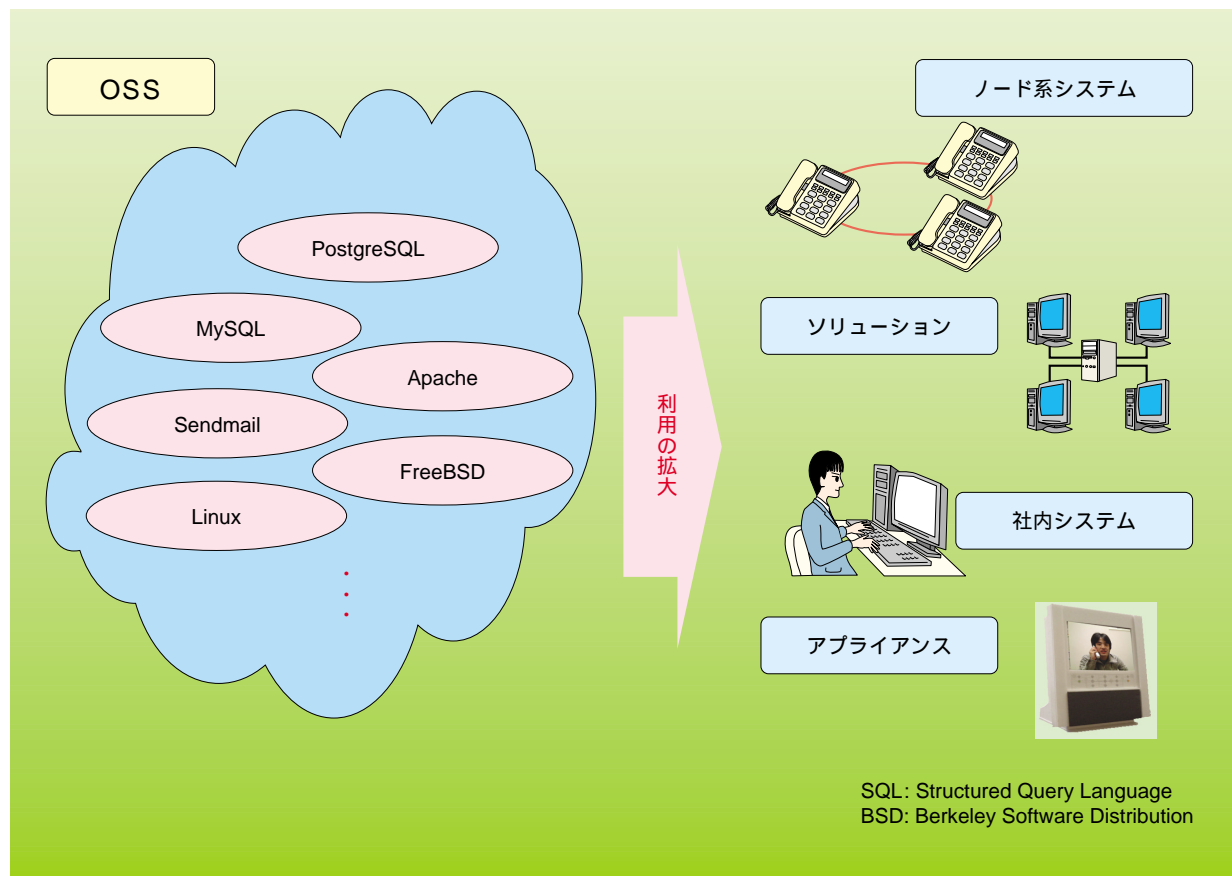 OSS
PostgreSQL
MySQL
Apache
Sendmail
FreeBSD
Linux
利用の拡大
ノード系システム
ソリューション
社内システム
アプライアンス
SQL: Structured Query Language
BSD: Berkeley Software Distribution